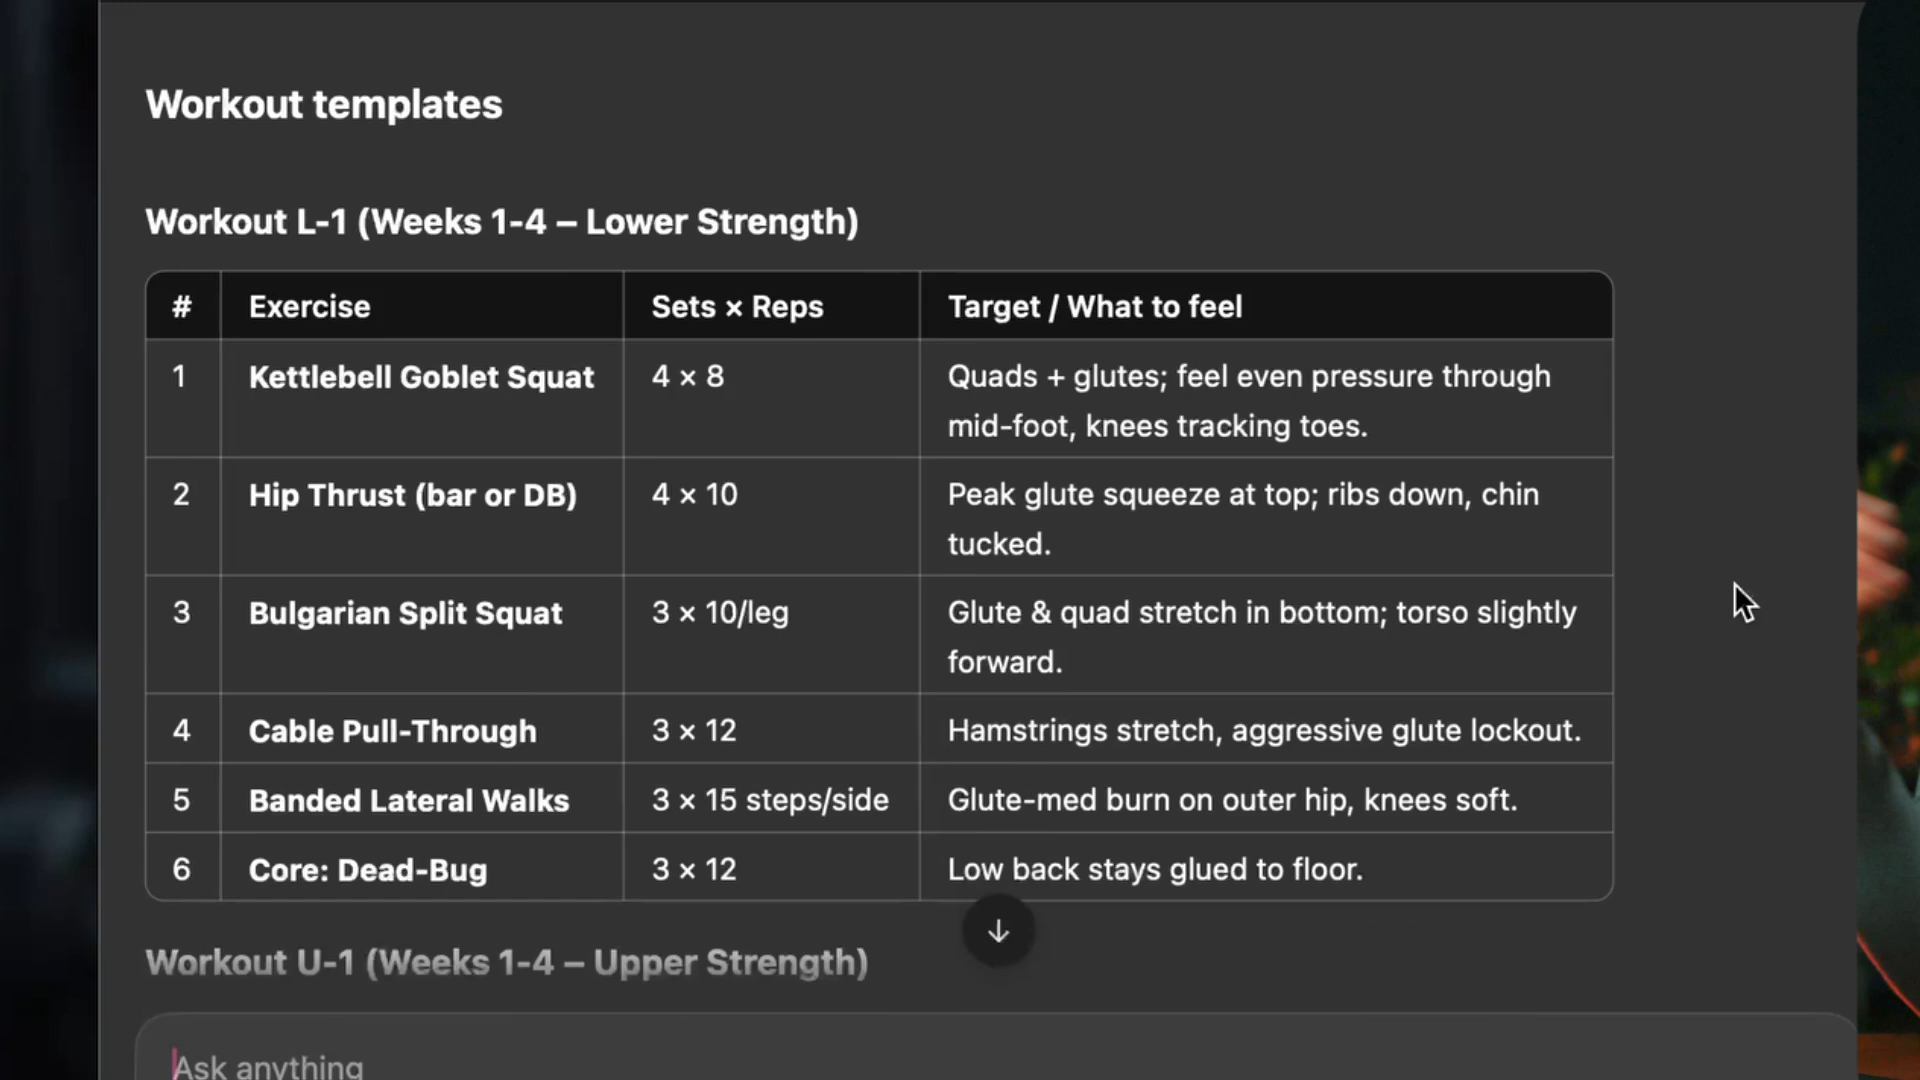 Workout templates
Workout L-1 (Weeks 1-4 – Lower Strength)
# Exercise Sets × Reps Target / What to feel
1 Kettlebell Goblet Squat 4 × 8 Quads + glutes; feel even pressure through
mid-foot, knees tracking toes.
2 Hip Thrust (bar or DB) 4 × 10 Peak glute squeeze at top; ribs down, chin
tucked.
3 Bulgarian Split Squat 3 × 10/leg Glute & quad stretch in bottom; torso slightly
forward.
4 Cable Pull-Through 3 × 12 Hamstrings stretch, aggressive glute lockout.
5 Banded Lateral Walks 3 × 15 steps/side Glute-med burn on outer hip, knees soft.
6 Core: Dead-Bug 3 × 12 Low back stays glued to floor.
Workout U-1 (Weeks 1-4 – Upper Strength)
Ask anything